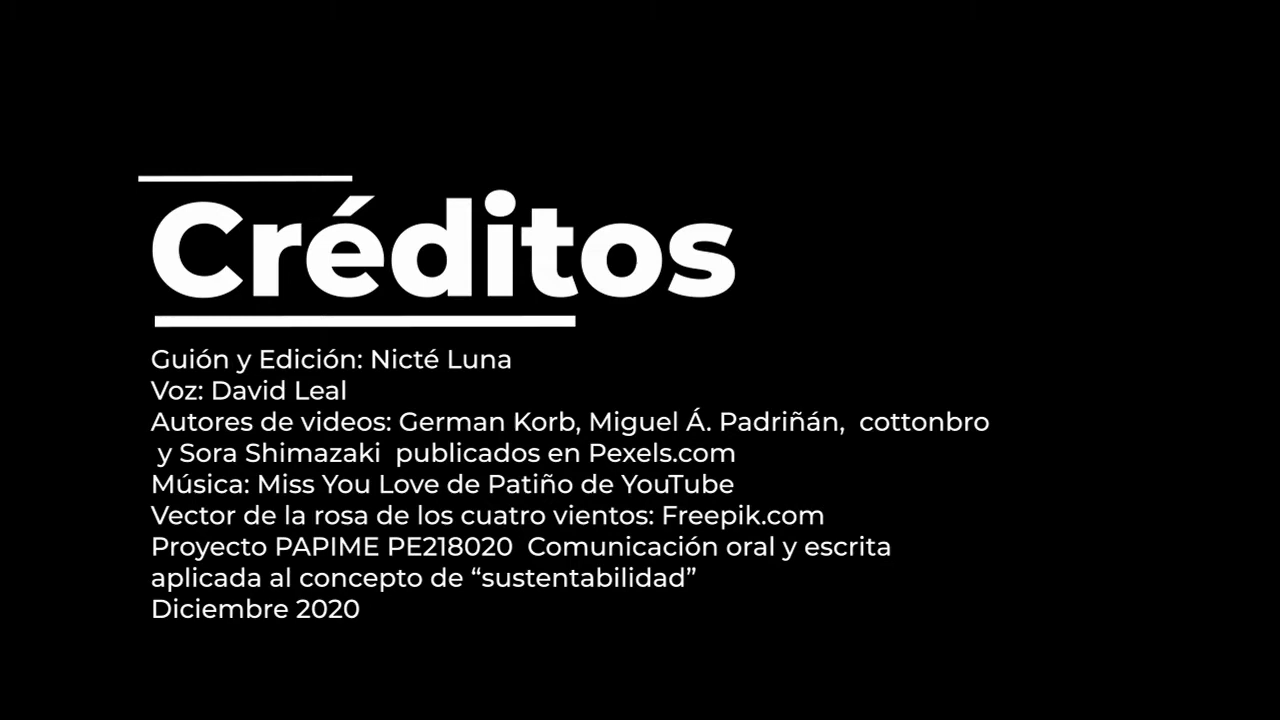 Créditos
Guión y Edición: Nicté Luna
Voz: David Leal
Autores de videos: German Korb, Miguel Á. Padriñán,  cottonbro
y Sora Shimazaki  publicados en Pexels.com
Música: Miss You Love de Patiño de YouTube
Vector de la rosa de los cuatro vientos: Freepik.com
Proyecto PAPIME PE218020  Comunicación oral y escrita
aplicada al concepto de “sustentabilidad”
Diciembre 2020